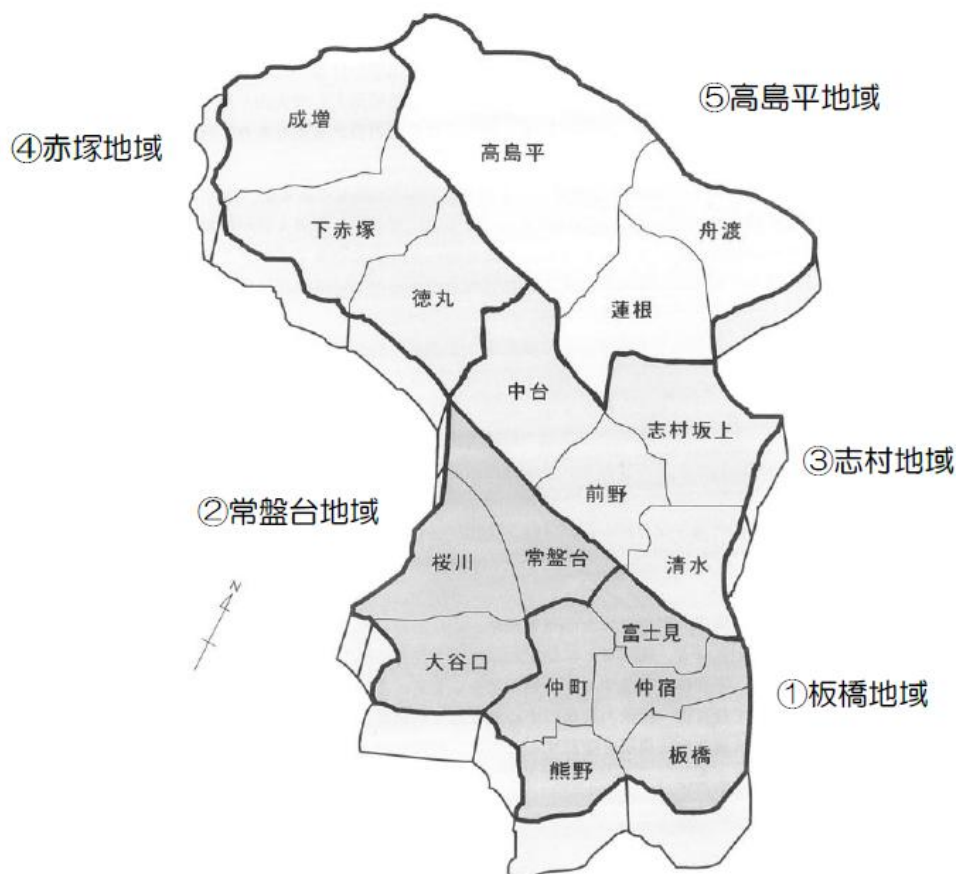 ⑤高島平地域
成増
④赤塚地域
高島平
下赤塚
舟渡
徳丸
蓮根
中台
志村坂上
③志村地域
前野
②常盤台地域
常盤台
桜川
清水
N
富士見
大谷口
仲町
仲宿
①板橋地域
板橋
熊野